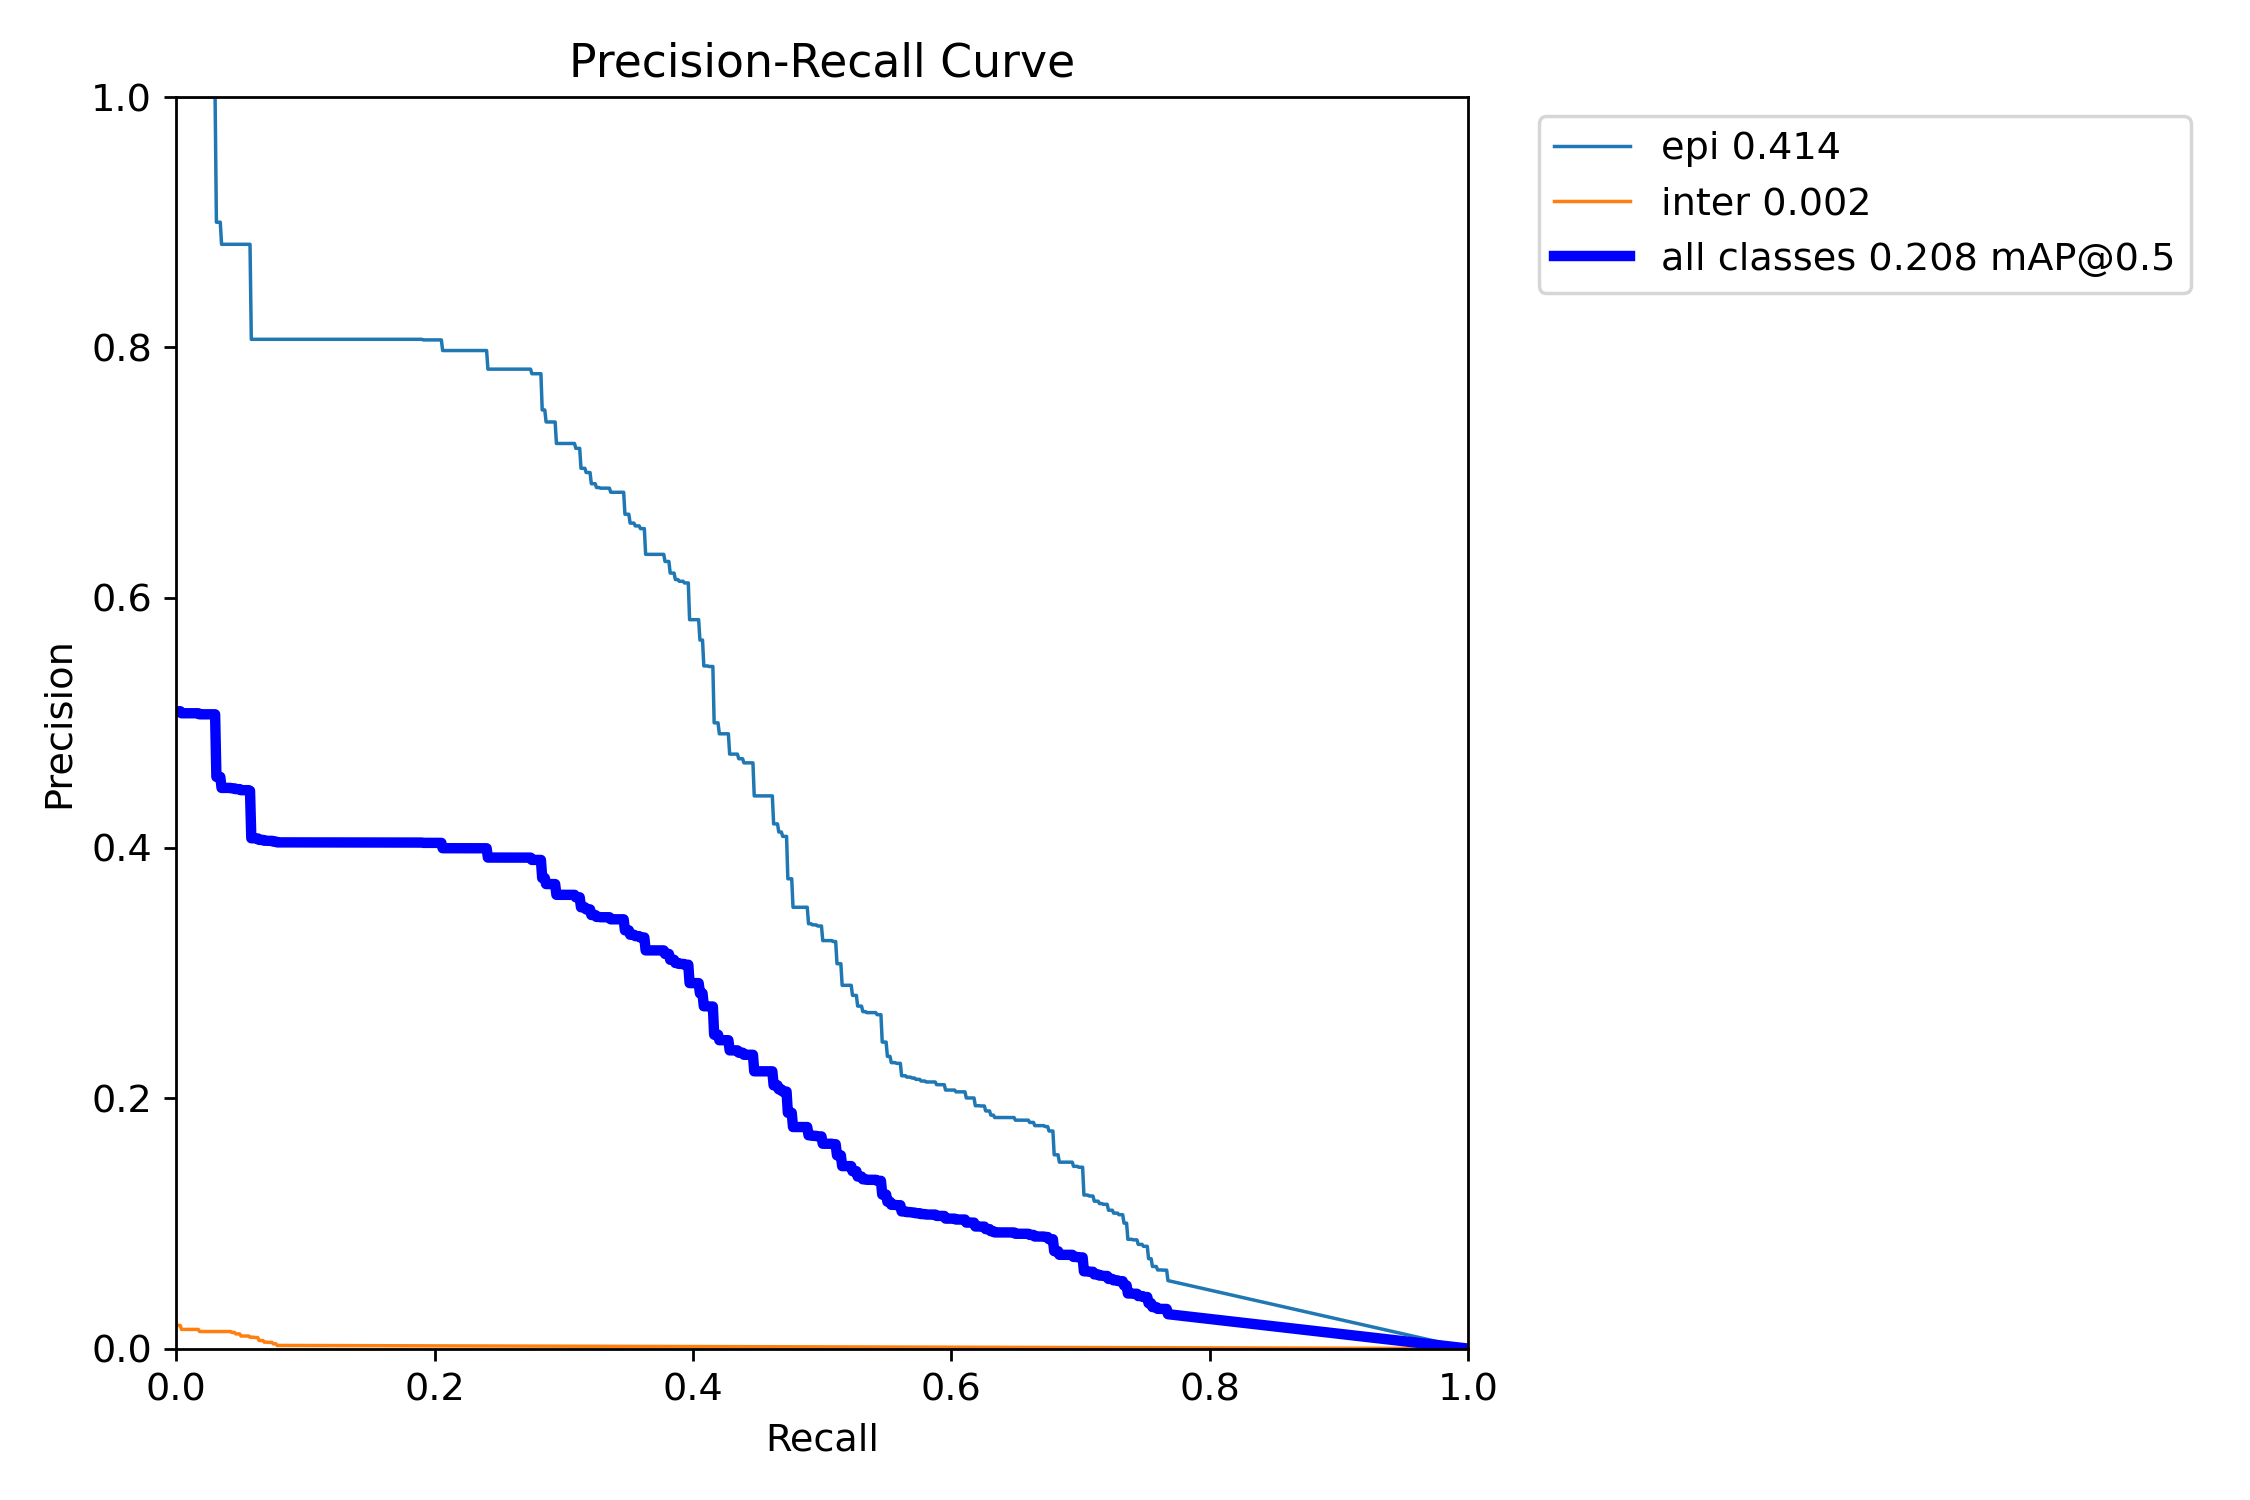 Precision-Recall Curve
1.0
0.8
0.6
0.4
0.2
0.0
Precision
0.0 0.2 0.4 0.6 0.8 1.0
Recall
epi 0.414
inter 0.002
all classes 0.208 mAP@0.5